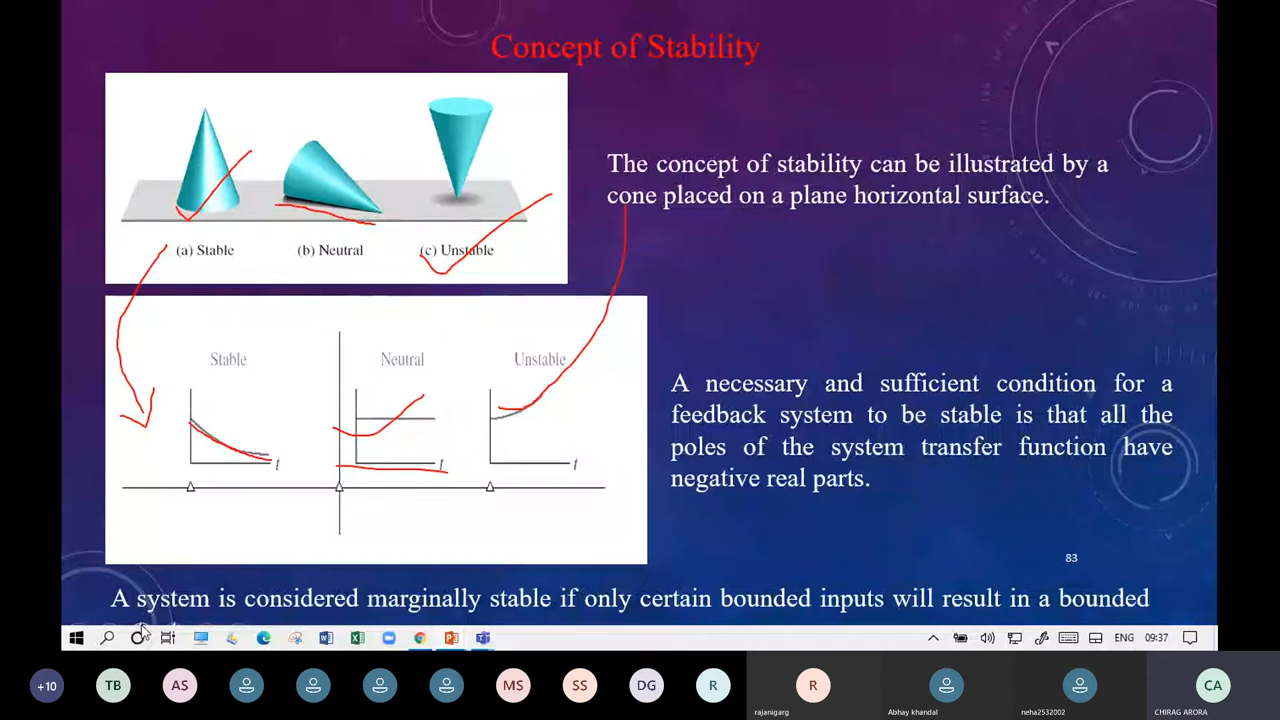 Concept of Stability
(a) Stable
(b) Neutral
(c) Unstable
The concept of stability can be illustrated by a
cone placed on a plane horizontal surface.
Stable
Neutral
Unstable
t
t
t
A necessary and sufficient condition for a
feedback system to be stable is that all the
poles of the system transfer function have
negative real parts.
83
A system is considered marginally stable if only certain bounded inputs will result in a bounded
ENG
09:37
+10
TB
AS
MS
SS
DG
R
R
rajanigarg
Abhay khandal
neha2532002
CA
CHIRAG ARORA